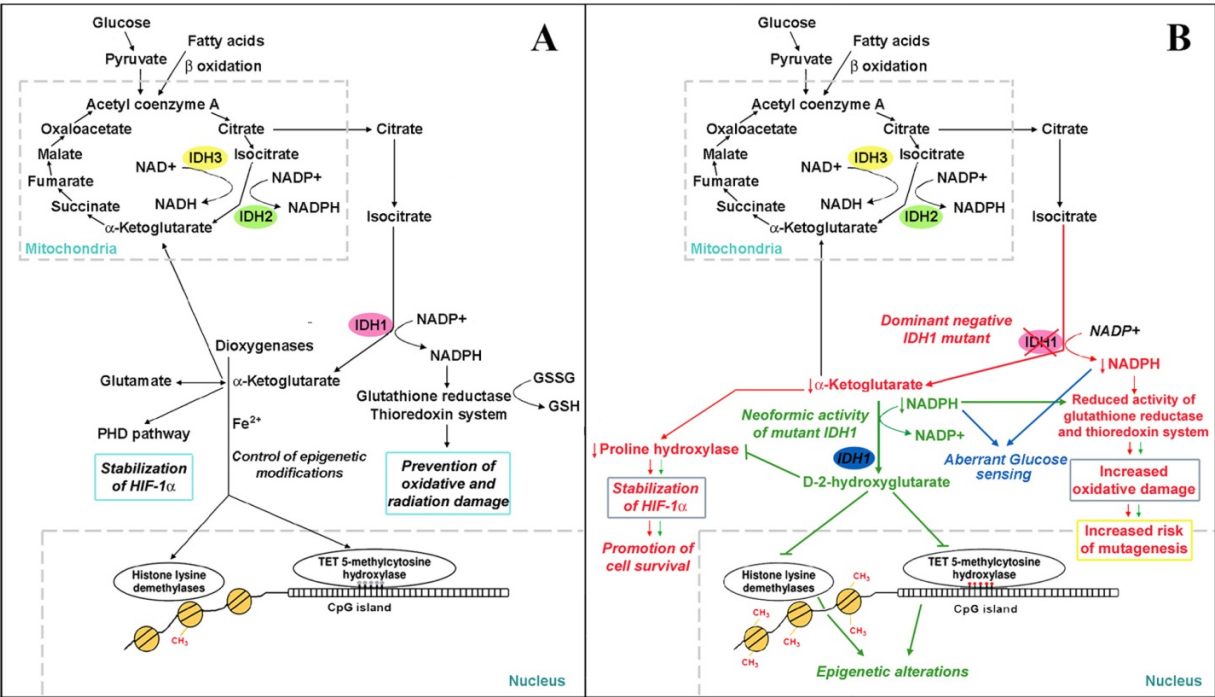 A
Glucose
Pyruvate
Fatty acids
β oxidation
Acetyl coenzyme A
Oxaloacetate
Citrate
Citrate
Malate
IDH3
Isocitrate
NAD+
NADP+
Fumarate
NADH
NADPH
Succinate
IDH2
Isocitrate
α-Ketoglutarate
Mitochondria
IDH1
NADP+
Dioxygenases
NADPH
Glutamate
α-Ketoglutarate
GSSG
Glutathione reductase
Thioredoxin system
GSH
PHD pathway
Fe2+
Stabilization
of HIF-1α
Control of epigenetic
modifications
Prevention of
oxidative and
radiation damage
Histone lysine
demethylases
TET 5-methylcytosine
hydroxylase
CpG island
CH3
Nucleus
B
Glucose
Pyruvate
Fatty acids
β oxidation
Acetyl coenzyme A
Oxaloacetate
Citrate
Citrate
Malate
IDH3
Isocitrate
NAD+
NADP+
Fumarate
NADH
NADPH
Succinate
IDH2
Isocitrate
α-Ketoglutarate
Mitochondria
Dominant negative
IDH1 mutant
IDH1
NADP+
↓NADPH
↓α-Ketoglutarate
↓NADPH
Reduced activity of
glutathione reductase
and thioredoxin system
Neoformic activity
of mutant IDH1
NADP+
↓Proline hydroxylase
IDH1
Aberrant Glucose
sensing
Increased
oxidative damage
Stabilization
of HIF-1α
D-2-hydroxyglutarate
Increased risk
of mutagenesis
Promotion of
cell survival
Histone lysine
demethylases
TET 5-methylcytosine
hydroxylase
CpG island
CH3
CH3
CH3
CH3
CH3
Epigenetic alterations
Nucleus